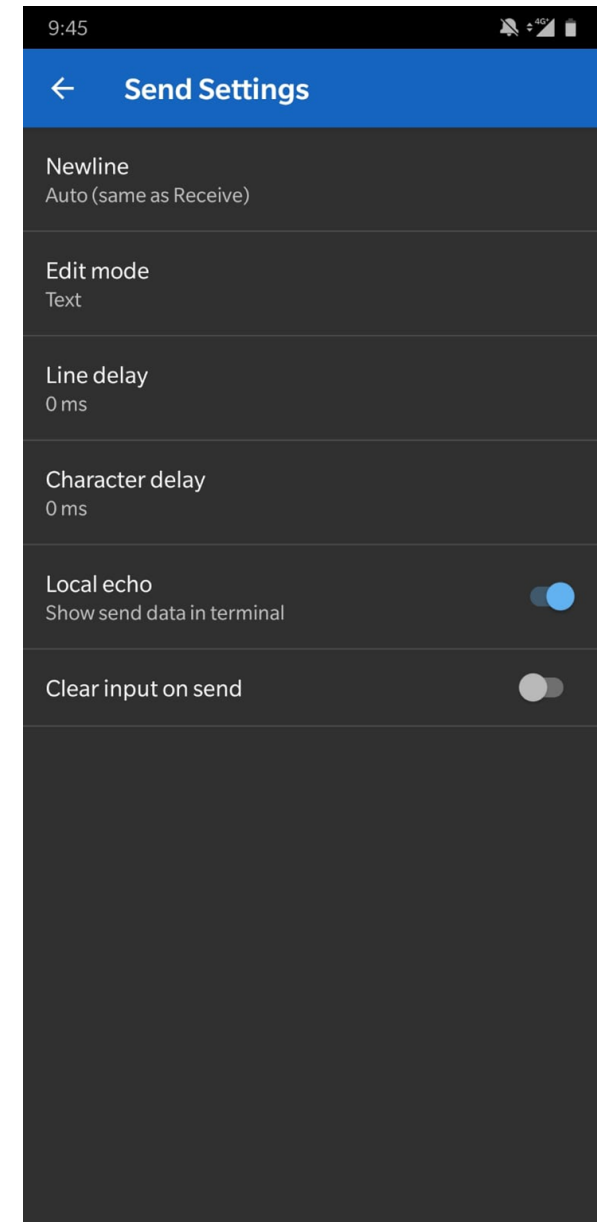 9:45
4G+
Send Settings
Newline
Auto (same as Receive)
Edit mode
Text
Line delay
0 ms
Character delay
0 ms
Local echo
Show send data in terminal
Clear input on send